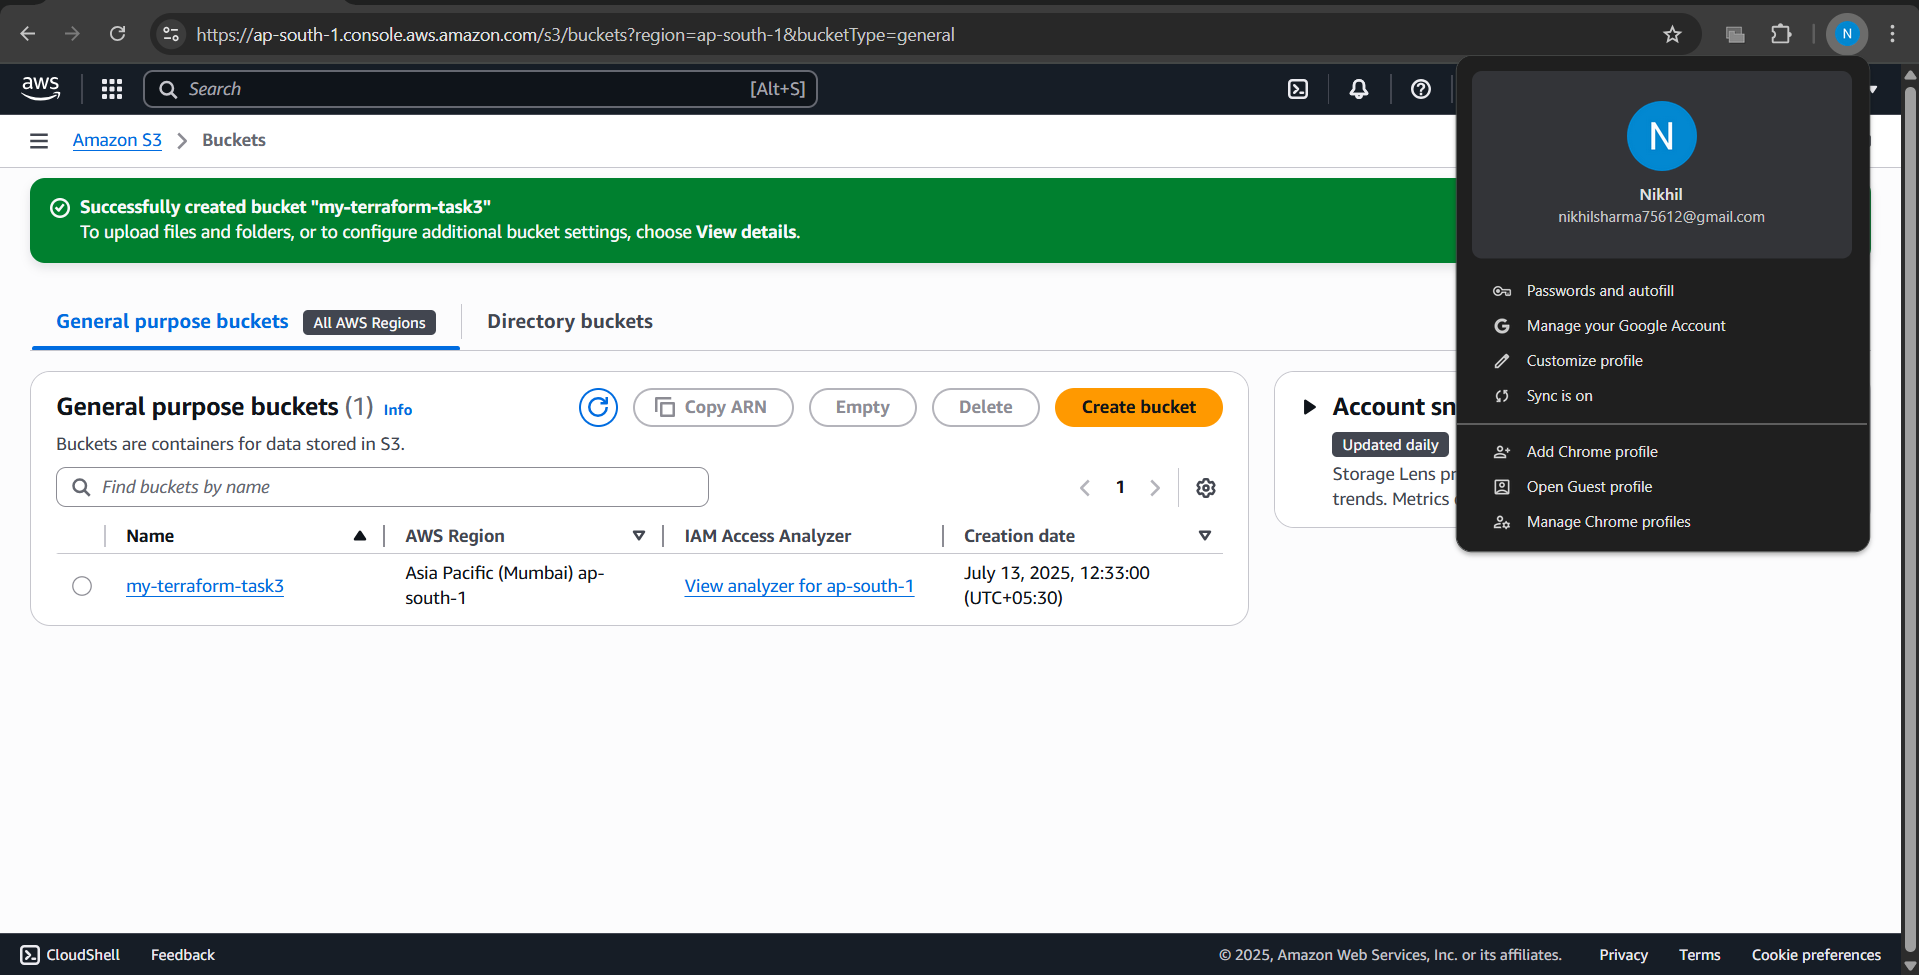 https://ap-south-1.console.aws.amazon.com/s3/buckets?region=ap-south-1&bucketType=general
N
aws
Search
[Alt+S]
Amazon S3
Buckets
Successfully created bucket "my-terraform-task3"
To upload files and folders, or to configure additional bucket settings, choose View details.
General purpose buckets
All AWS Regions
Directory buckets
General purpose buckets (1) Info
Copy ARN
Empty
Delete
Create bucket
Buckets are containers for data stored in S3.
Find buckets by name
1
Name
AWS Region
IAM Access Analyzer
Creation date
my-terraform-task3
Asia Pacific (Mumbai) ap-
south-1
View analyzer for ap-south-1
July 13, 2025, 12:33:00
(UTC+05:30)
Account sn
Updated daily
Storage Lens pr
trends. Metrics
N
Nikhil
nikhilsharma75612@gmail.com
Passwords and autofill
Manage your Google Account
Customize profile
Sync is on
Add Chrome profile
Open Guest profile
Manage Chrome profiles
CloudShell
Feedback
© 2025, Amazon Web Services, Inc. or its affiliates.
Privacy
Terms
Cookie preferences